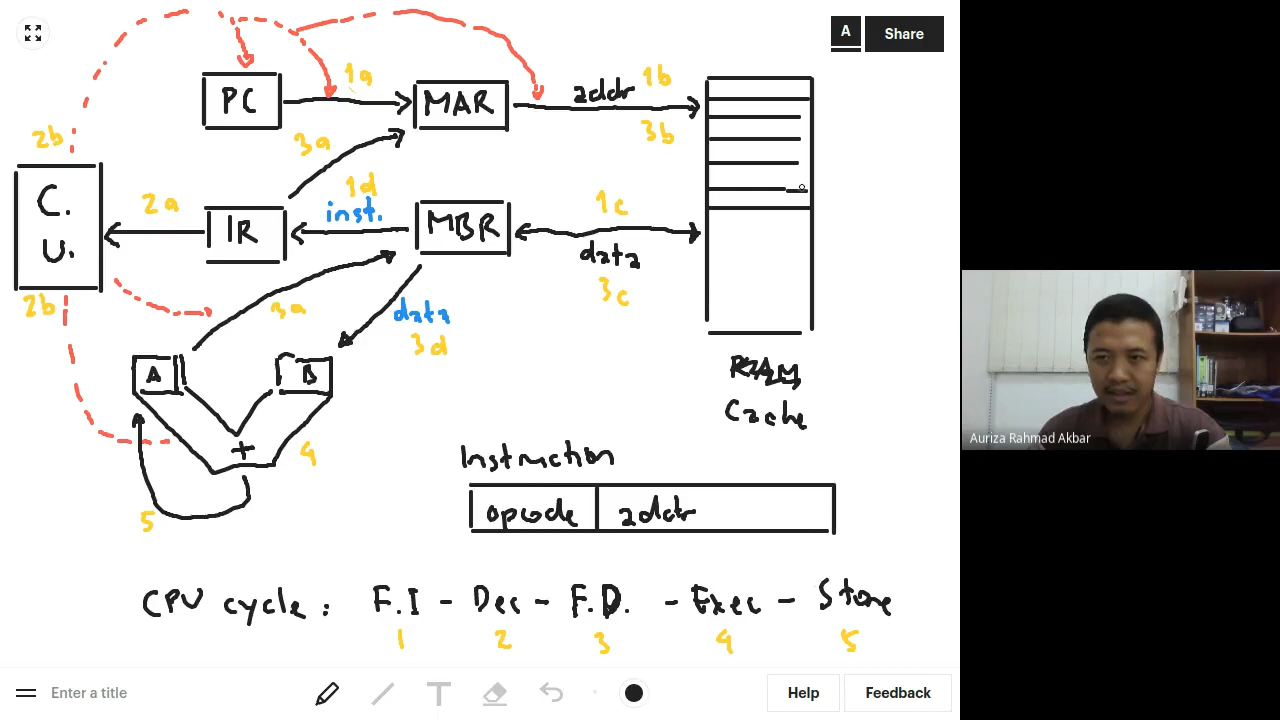 A Share
1a
1b
PC
MAR
addr
3b
2b
3a
C.
U.
2a
IR
1d
inst.
MBR
1c
data
3c
2b
3a
data
3d
A
B
+
4
5
RAM
Cache
Instruction
opcode addr
CPU cycle : F.I - Dec - F.D. - Exec - Store
1 2 3 4 5
Auriza Rahmad Akbar
Enter a title
T
Help
Feedback